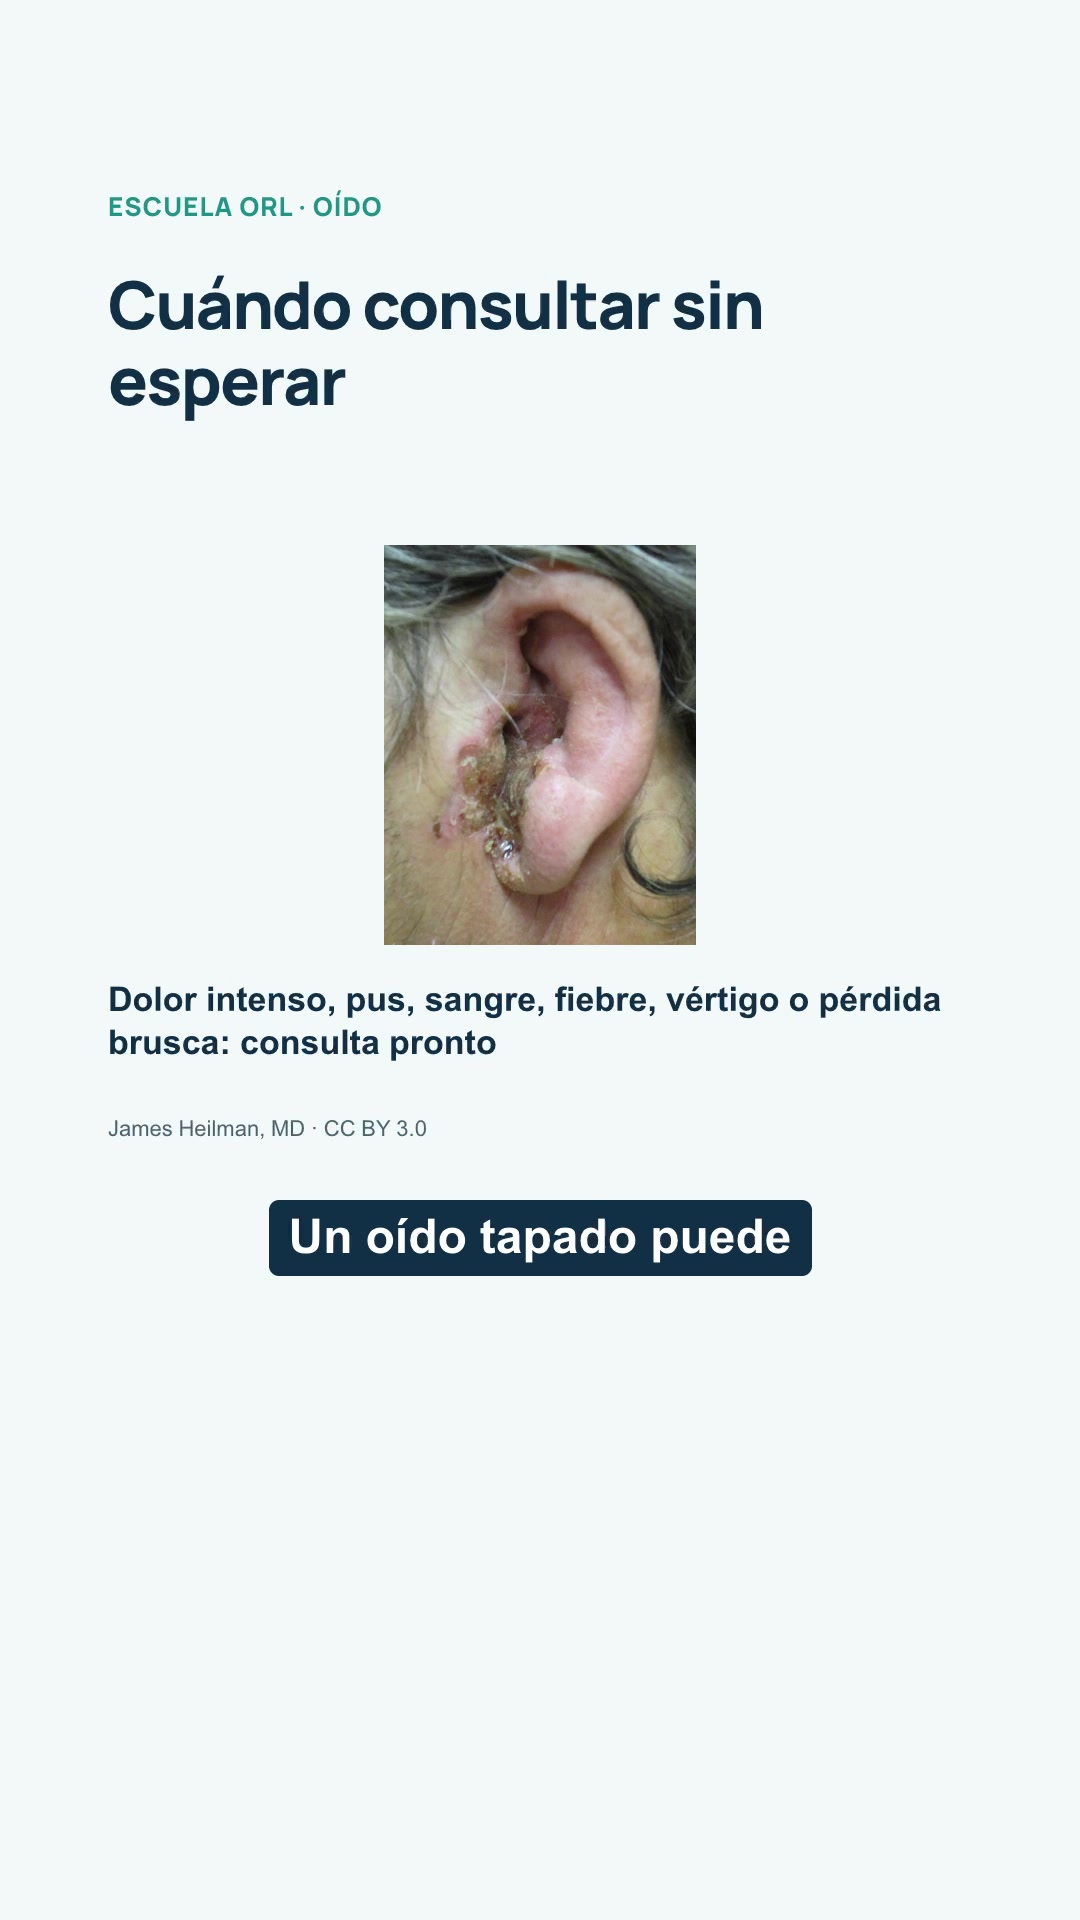 ESCUELA ORL · OÍDO
Cuándo consultar sin
esperar
Dolor intenso, pus, sangre, fiebre, vértigo o pérdida
brusca: consulta pronto
James Heilman, MD · CC BY 3.0
Un oído tapado puede